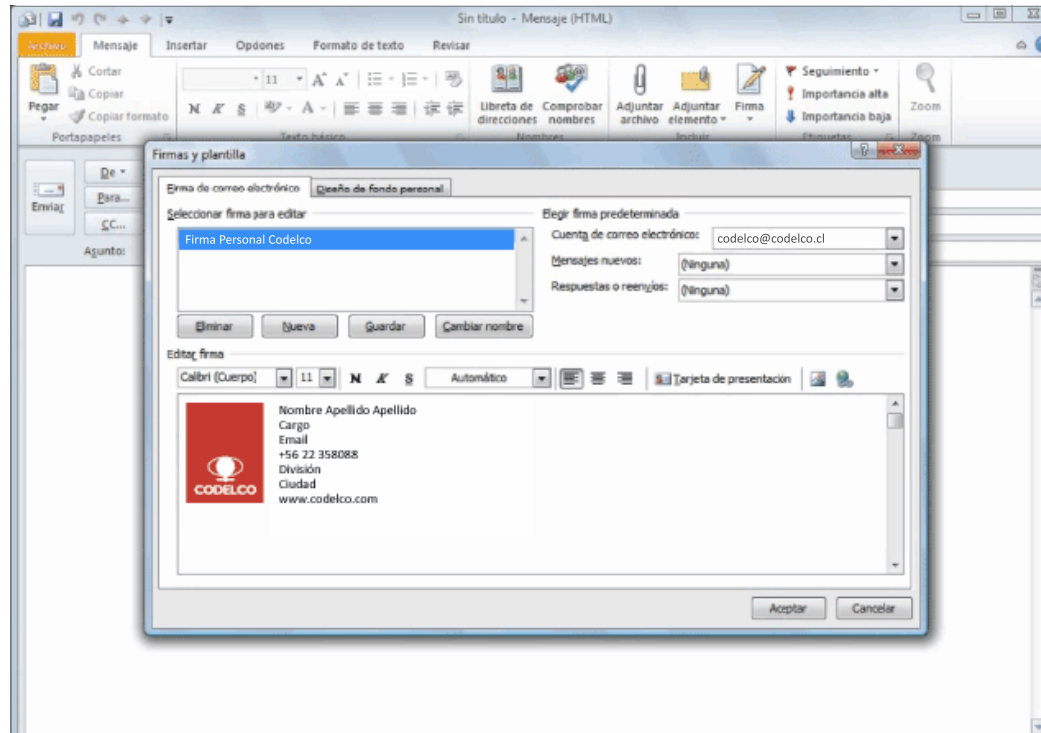 Sin título - Mensaje (HTML)
Archivo Mensaje Insertar Opciones Formato de texto Revisar
Pegar
Cortar
Copiar
Copiar formato
Portapapeles
11
N K S
Texto básico
Libreta de direcciones
Comprobar nombres
Nombres
Adjuntar archivo
Adjuntar elemento
Firma
Incluir
Seguimiento
Importancia alta
Importancia baja
Etiquetas
Zoom
Zoom
Enviar
De
Para...
CC...
Asunto:
Firmas y plantilla
Firma de correo electrónico Diseño de fondo personal
Seleccionar firma para editar
Firma Personal Codelco
Eliminar Nueva Guardar Cambiar nombre
Elegir firma predeterminada
Cuenta de correo electrónico: codelco@codelco.cl
Mensajes nuevos: (Ninguna)
Respuestas o reenvíos: (Ninguna)
Editar firma
Calibri (Cuerpo) 11 N K S Automático Tarjeta de presentación
CODELCO
Nombre Apellido Apellido
Cargo
Email
+56 22 358088
División
Ciudad
www.codelco.com
Aceptar Cancelar